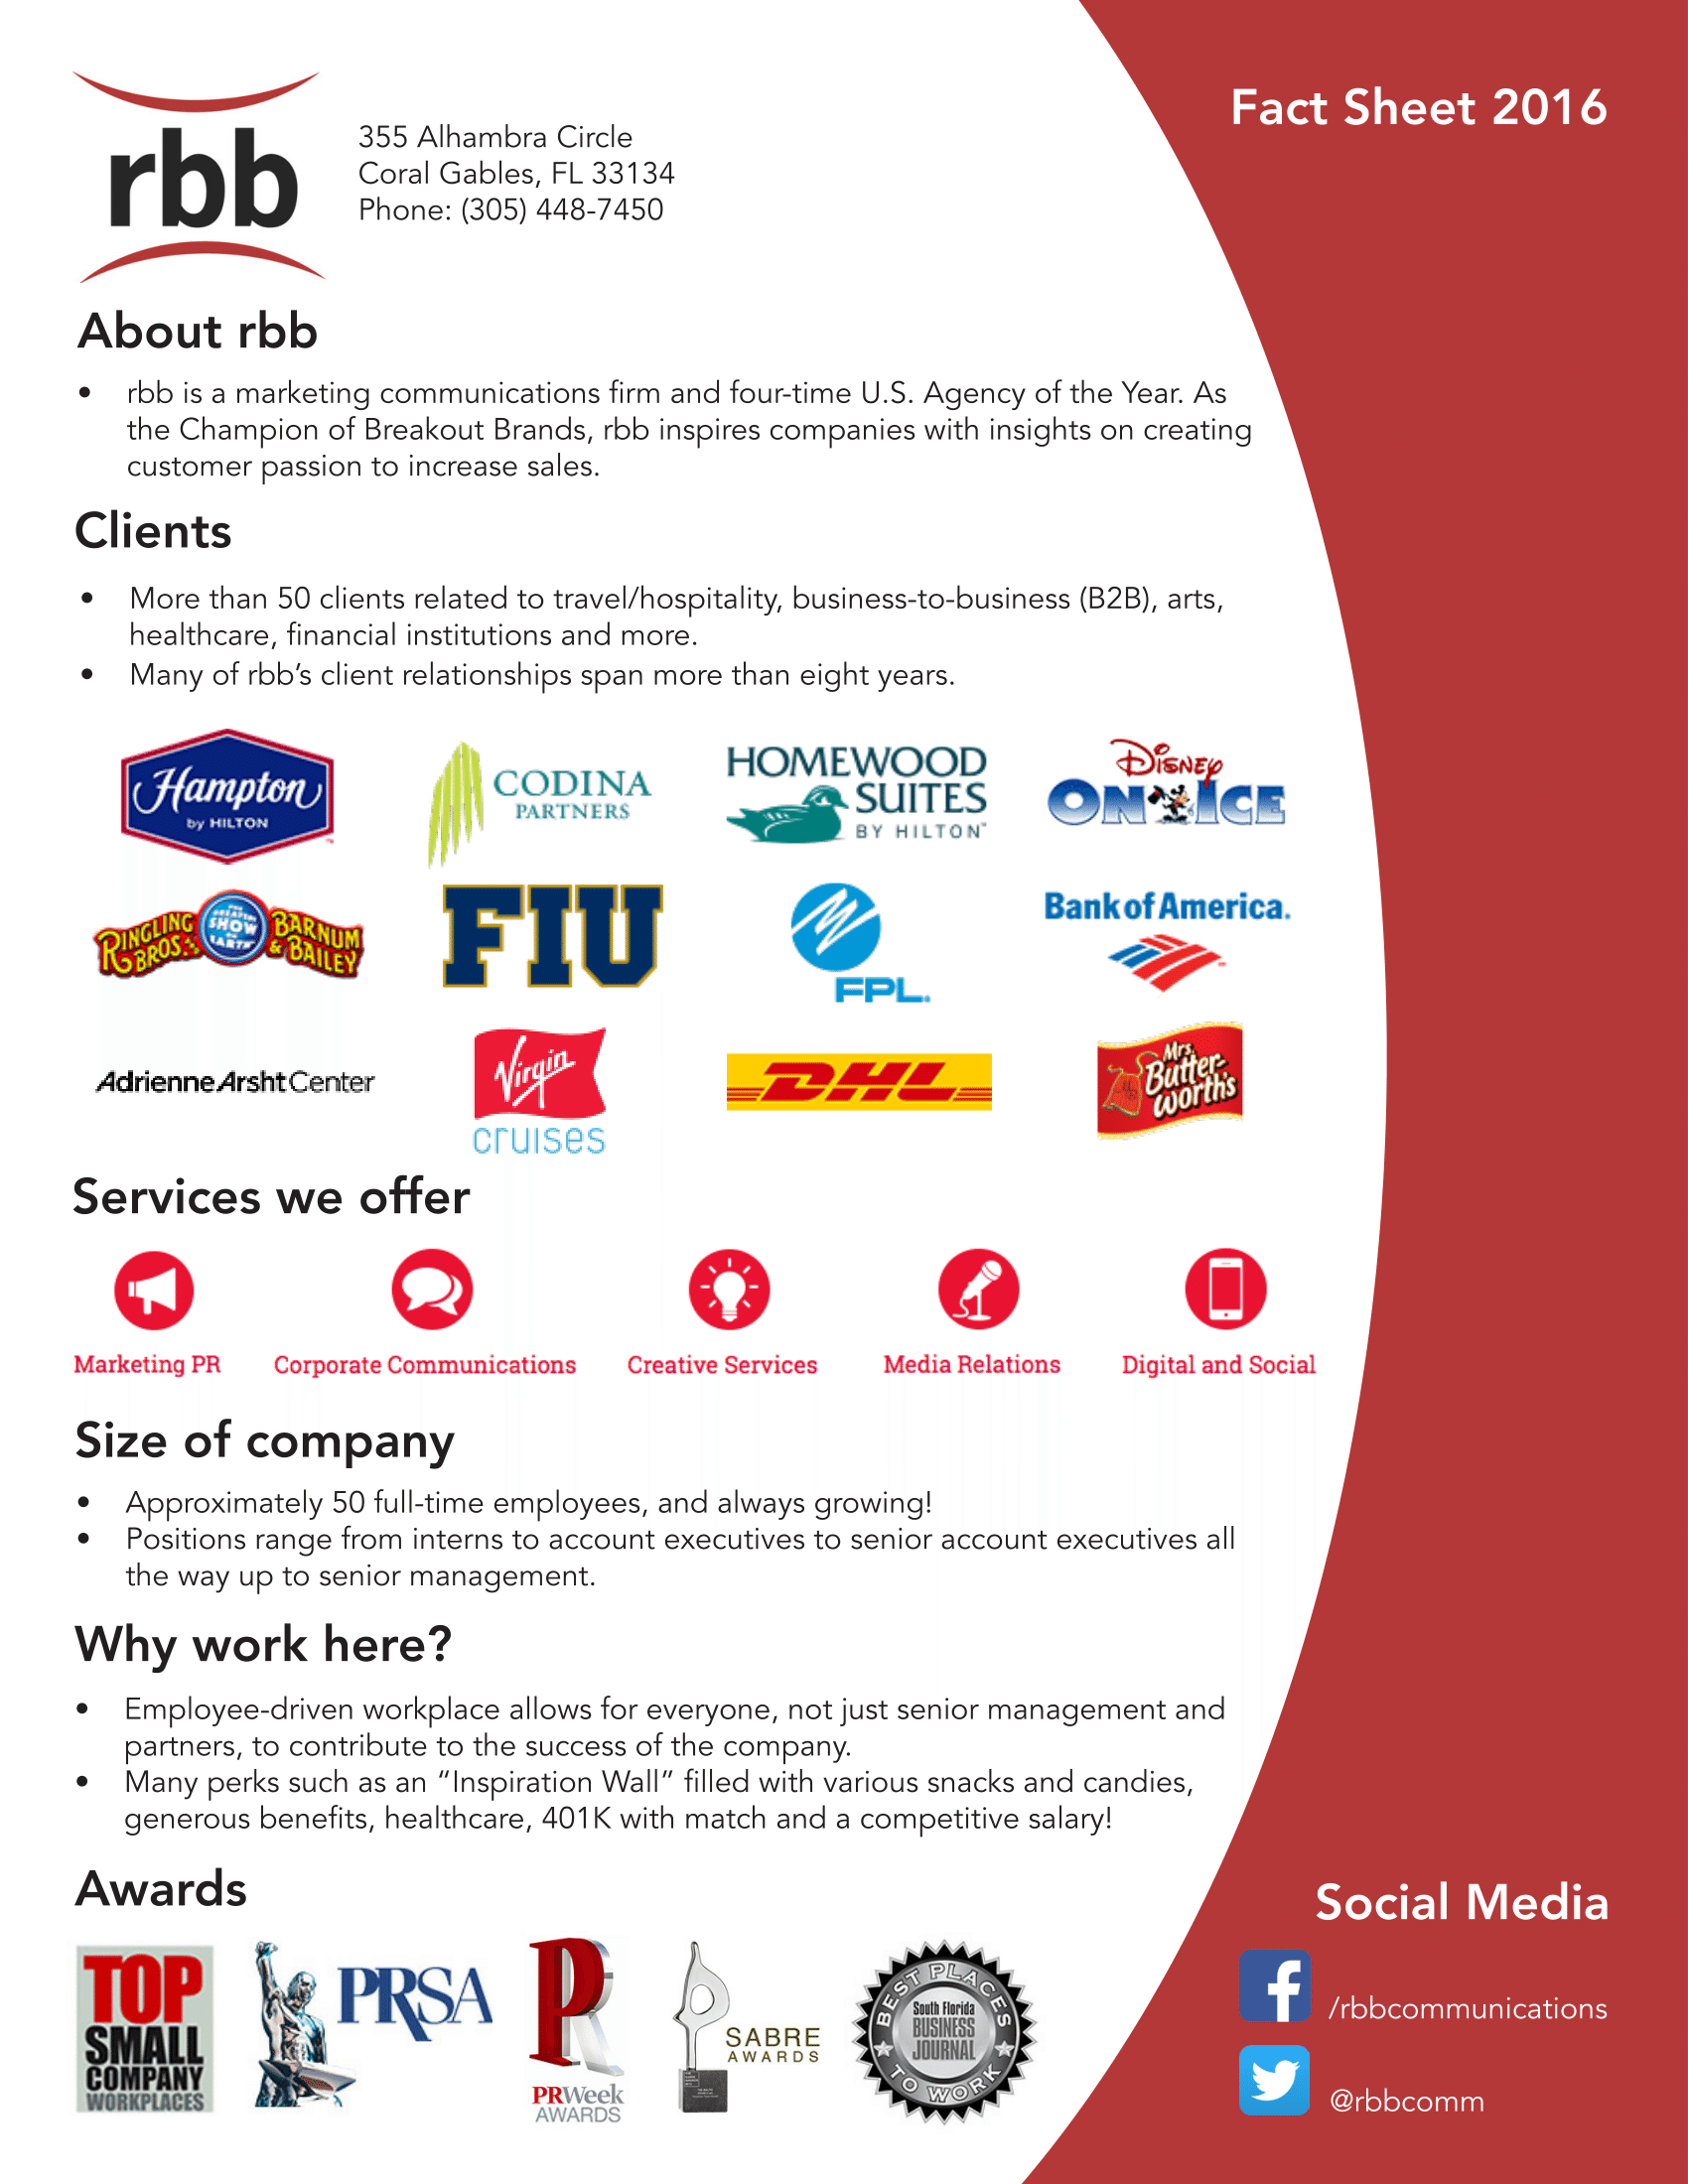 Fact Sheet 2016
rbb
355 Alhambra Circle
Coral Gables, FL 33134
Phone: (305) 448-7450
About rbb
• rbb is a marketing communications firm and four-time U.S. Agency of the Year. As
the Champion of Breakout Brands, rbb inspires companies with insights on creating
customer passion to increase sales.
Clients
• More than 50 clients related to travel/hospitality, business-to-business (B2B), arts,
healthcare, financial institutions and more.
• Many of rbb’s client relationships span more than eight years.
Hampton
by HILTON
CODINA
PARTNERS
HOMEWOOD
SUITES
BY HILTON™
DISNEY
ON ICE
RINGLING
BROS.
THE
GREATEST
SHOW
ON
EARTH
BARNUM
& BAILEY
FIU
FPL.
Bank of America.
Adrienne Arsht Center
Virgin
cruises
DHL
Mrs.
Butter-
worth's
Services we offer
Marketing PR
Corporate Communications
Creative Services
Media Relations
Digital and Social
Size of company
• Approximately 50 full-time employees, and always growing!
• Positions range from interns to account executives to senior account executives all
the way up to senior management.
Why work here?
• Employee-driven workplace allows for everyone, not just senior management and
partners, to contribute to the success of the company.
• Many perks such as an “Inspiration Wall” filled with various snacks and candies,
generous benefits, healthcare, 401K with match and a competitive salary!
Awards
TOP
SMALL
COMPANY
WORKPLACES
PRSA
PR
PRWeek
AWARDS
SABRE
AWARDS
BEST PLACES
South Florida
BUSINESS
JOURNAL
TO WORK
Social Media
f
/rbbcommunications
@rbbcomm